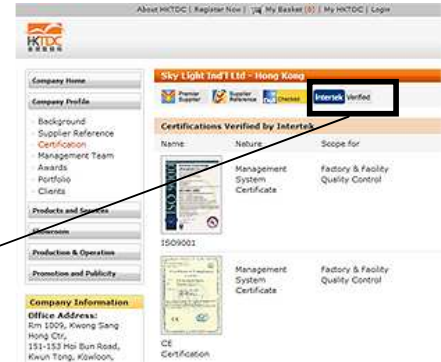 About HKTDC | Register Now | My Basket (0) | My HKTDC | Login
HKTDC
Company Home
Company Profile
Background
Supplier Reference
Certification
Management Team
Awards
Portfolio
Clients
Products and Services
Showroom
Production & Operation
Promotion and Publicity
Company Information
Office Address:
Rm 1009, Kwong Sang
Hong Ctr,
151-153 Hoi Bun Road,
Kwun Tong, Kowloon,
Sky Light Ind'l Ltd - Hong Kong
Premier Supplier
Supplier Reference
Checked
Intertek Verified
Certifications Verified by Intertek
Name Nature Scope for
ISO 9000
Management System Certificate
Factory & Facility Quality Control
ISO9001
Management System Certificate
Factory & Facility Quality Control
CE
Certification